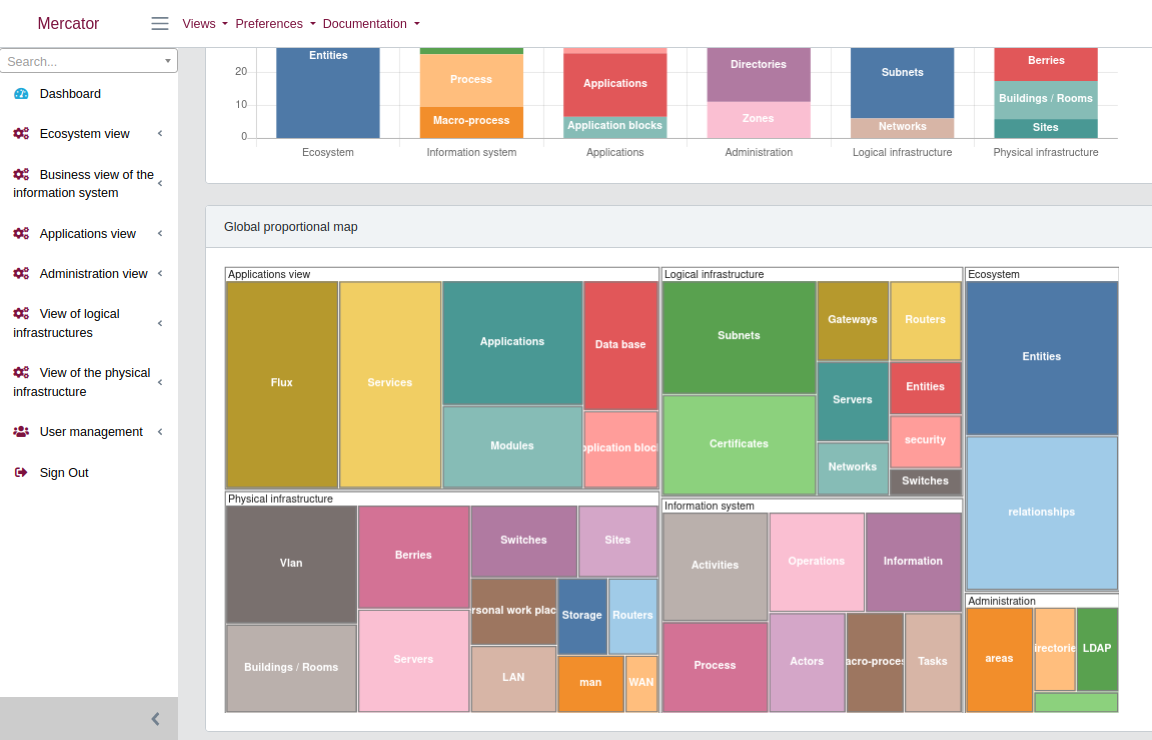 Mercator
Views Preferences Documentation
Search...
Dashboard
Ecosystem view
Business view of the
information system
Applications view
Administration view
View of logical
infrastructures
View of the physical
infrastructure
User management
Sign Out
20
10
0
Entities
Process
Macro-process
Applications
Application blocks
Directories
Zones
Subnets
Networks
Berries
Buildings / Rooms
Sites
Ecosystem
Information system
Applications
Administration
Logical infrastructure
Physical infrastructure
Global proportional map
Applications view
Flux
Services
Applications
Data base
Modules
plication bloc
Physical infrastructure
Vlan
Berries
Switches
Sites
rsonal work plac
Storage
Routers
Buildings / Rooms
Servers
LAN
man
WAN
Logical infrastructure
Subnets
Gateways
Routers
Servers
Entities
Certificates
security
Networks
Switches
Information system
Activities
Operations
Information
Process
Actors
acro-proces
Tasks
Ecosystem
Entities
relationships
Administration
areas
irectorie
LDAP